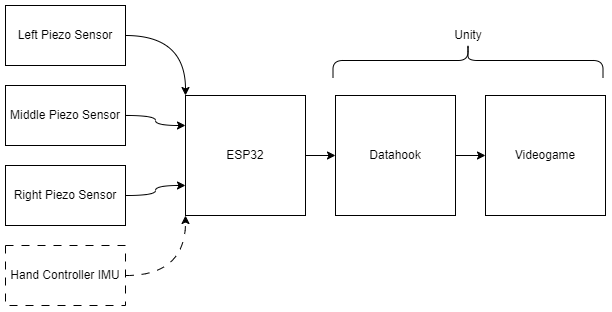 Left Piezo Sensor
Unity
Middle Piezo Sensor
ESP32
Datahook
Videogame
Right Piezo Sensor
Hand Controller IMU